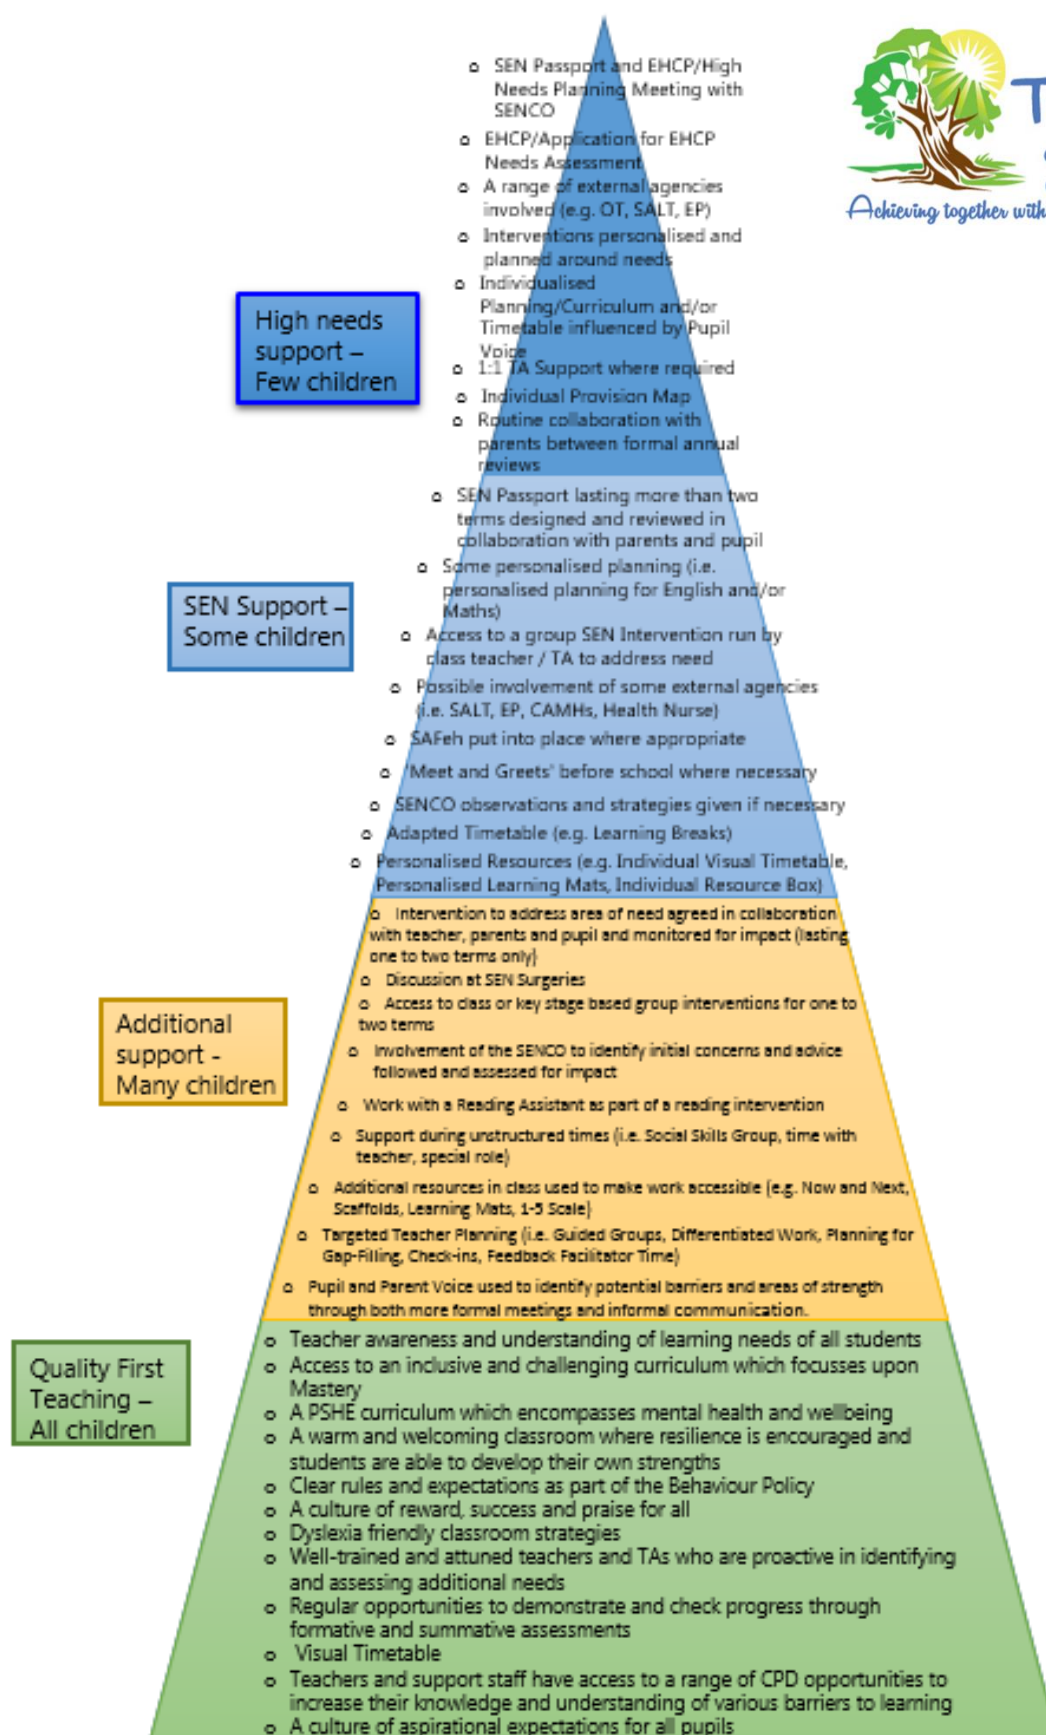 o SEN Passport and EHCP/High
Needs Planning Meeting with
SENCO
o EHCP/Application for EHCP
Needs Assessment
o A range of external agencies
involved (e.g. OT, SALT, EP)
o Interventions personalised and
planned around needs
o Individualised
Planning/Curriculum and/or
Timetable influenced by Pupil
Voice
o 1:1 TA Support where required
o Individual Provision Map
o Routine collaboration with
parents between formal annual
reviews
T
Achieving together with
High needs
support –
Few children
o SEN Passport lasting more than two
terms designed and reviewed in
collaboration with parents and pupil
o Some personalised planning (i.e.
personalised planning for English and/or
Maths)
o Access to a group SEN Intervention run by
class teacher / TA to address need
o Possible involvement of some external agencies
(i.e. SALT, EP, CAMHs, Health Nurse)
o SAFeh put into place where appropriate
o 'Meet and Greets' before school where necessary
o SENCO observations and strategies given if necessary
o Adapted Timetable (e.g. Learning Breaks)
o Personalised Resources (e.g. Individual Visual Timetable,
Personalised Learning Mats, Individual Resource Box)
SEN Support –
Some children
o Intervention to address area of need agreed in collaboration
with teacher, parents and pupil and monitored for impact (lasting
one to two terms only)
o Discussion at SEN Surgeries
o Access to class or key stage based group interventions for one to
two terms
o Involvement of the SENCO to identify initial concerns and advice
followed and assessed for impact
o Work with a Reading Assistant as part of a reading intervention
o Support during unstructured times (i.e. Social Skills Group, time with
teacher, special role)
o Additional resources in class used to make work accessible (e.g. Now and Next,
Scaffolds, Learning Mats, 1-5 Scale)
o Targeted Teacher Planning (i.e. Guided Groups, Differentiated Work, Planning for
Gap-Filling, Check-ins, Feedback Facilitator Time)
o Pupil and Parent Voice used to identify potential barriers and areas of strength
through both more formal meetings and informal communication.
Additional
support -
Many children
o Teacher awareness and understanding of learning needs of all students
o Access to an inclusive and challenging curriculum which focusses upon
Mastery
o A PSHE curriculum which encompasses mental health and wellbeing
o A warm and welcoming classroom where resilience is encouraged and
students are able to develop their own strengths
o Clear rules and expectations as part of the Behaviour Policy
o A culture of reward, success and praise for all
o Dyslexia friendly classroom strategies
o Well-trained and attuned teachers and TAs who are proactive in identifying
and assessing additional needs
o Regular opportunities to demonstrate and check progress through
formative and summative assessments
o Visual Timetable
o Teachers and support staff have access to a range of CPD opportunities to
increase their knowledge and understanding of various barriers to learning
o A culture of aspirational expectations for all pupils
Quality First
Teaching –
All children